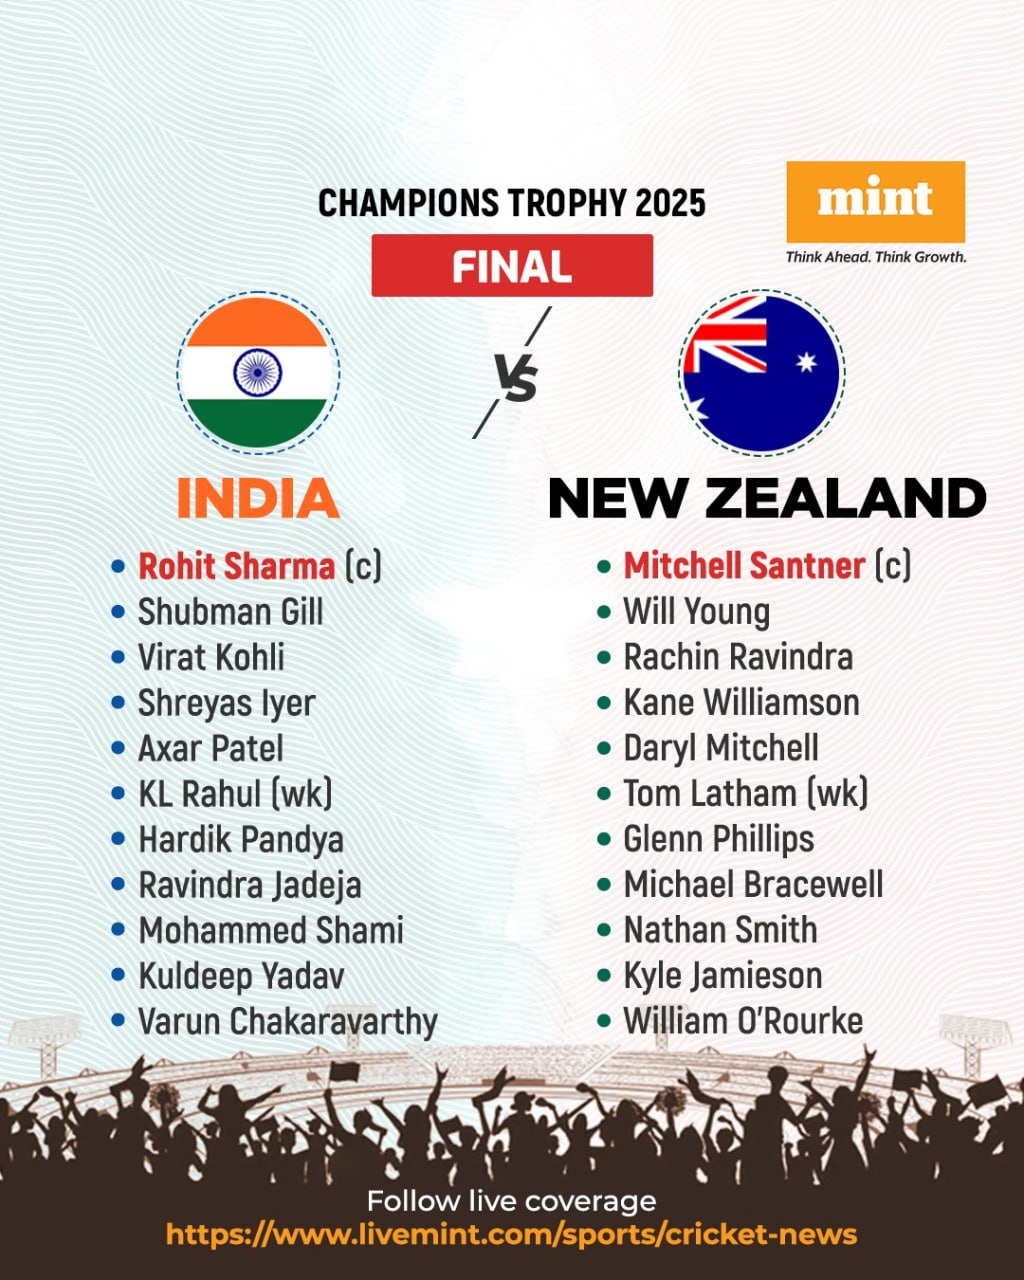 CHAMPIONS TROPHY 2025
FINAL
mint
Think Ahead. Think Growth.
VS
INDIA
• Rohit Sharma (c)
• Shubman Gill
• Virat Kohli
• Shreyas Iyer
• Axar Patel
• KL Rahul (wk)
• Hardik Pandya
• Ravindra Jadeja
• Mohammed Shami
• Kuldeep Yadav
• Varun Chakaravarthy
NEW ZEALAND
• Mitchell Santner (c)
• Will Young
• Rachin Ravindra
• Kane Williamson
• Daryl Mitchell
• Tom Latham (wk)
• Glenn Phillips
• Michael Bracewell
• Nathan Smith
• Kyle Jamieson
• William O'Rourke
Follow live coverage
https://www.livemint.com/sports/cricket-news